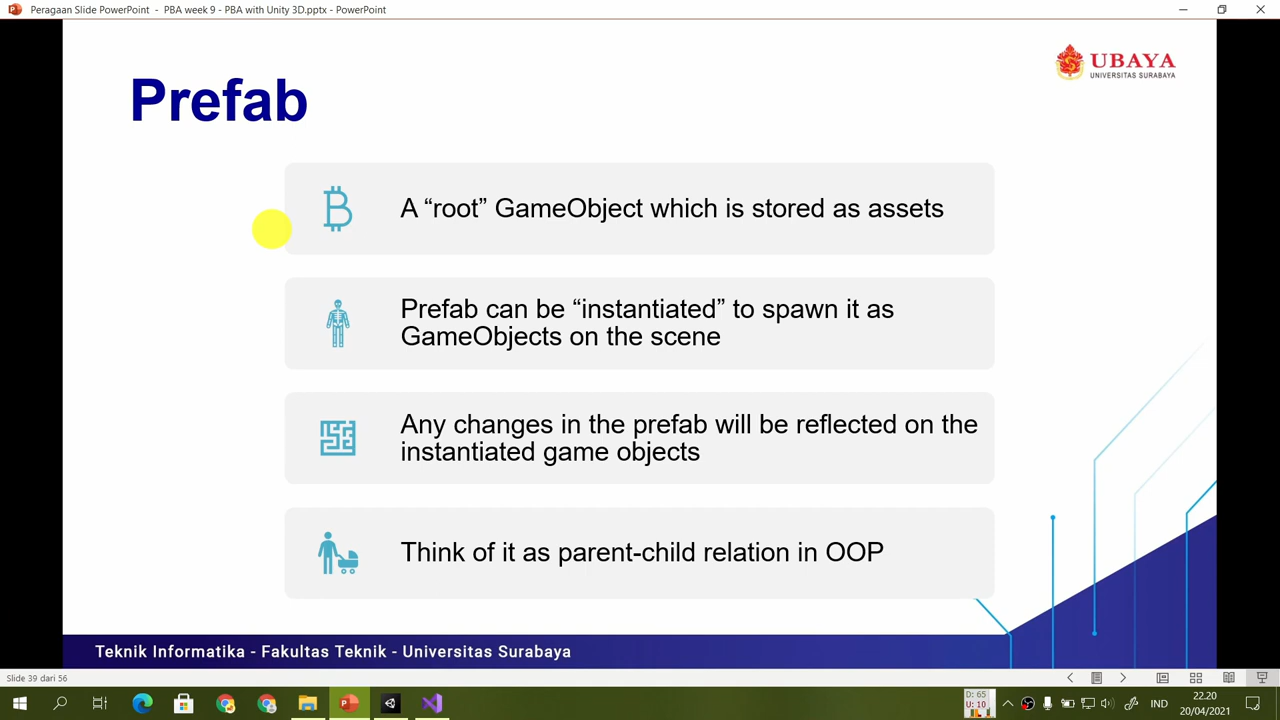 Peragaan Slide PowerPoint - PBA week 9 - PBA with Unity 3D.pptx - PowerPoint
UBAYA
UNIVERSITAS SURABAYA
Prefab
A “root” GameObject which is stored as assets
Prefab can be “instantiated” to spawn it as
GameObjects on the scene
Any changes in the prefab will be reflected on the
instantiated game objects
Think of it as parent-child relation in OOP
Teknik Informatika - Fakultas Teknik - Universitas Surabaya
Slide 39 dari 56
D: 65
U: 10
IND
22.20
20/04/2021